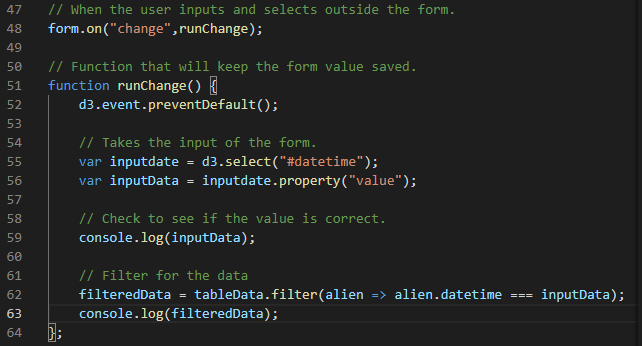 47 // When the user inputs and selects outside the form.
48 form.on("change",runChange);
49
50 // Function that will keep the form value saved.
51 function runChange() {
52     d3.event.preventDefault();
53
54     // Takes the input of the form.
55     var inputdate = d3.select("#datetime");
56     var inputData = inputdate.property("value");
57
58     // Check to see if the value is correct.
59     console.log(inputData);
60
61     // Filter for the data
62     filteredData = tableData.filter(alien => alien.datetime === inputData);
63     console.log(filteredData);
64 };